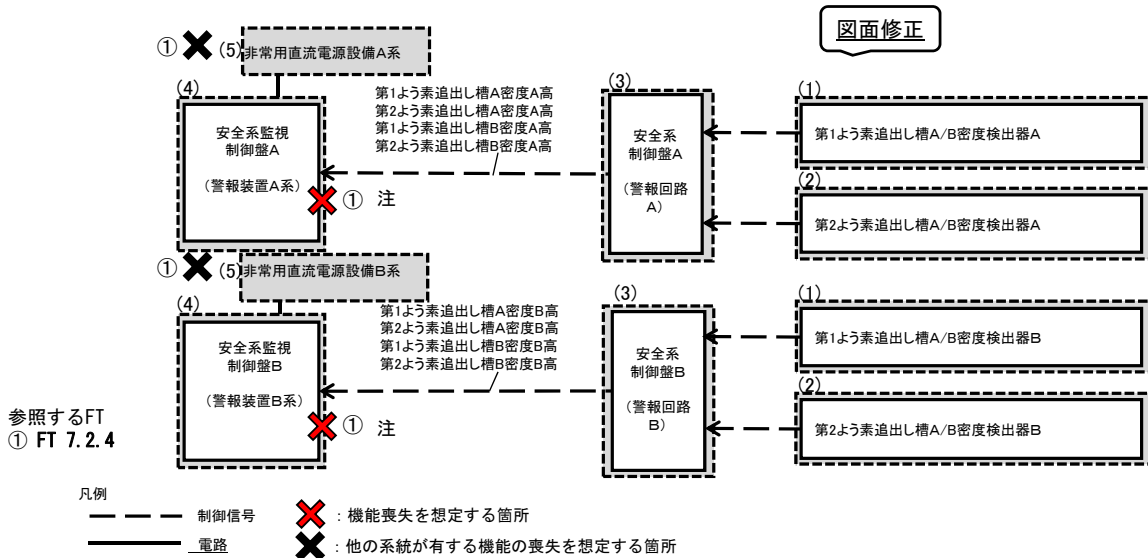 図面修正
① (5) 非常用直流電源設備A系
(4)
安全系監視
制御盤A
(警報装置A系)
① 注
第1よう素追出し槽A密度A高
第2よう素追出し槽A密度A高
第1よう素追出し槽B密度A高
第2よう素追出し槽B密度A高
(3)
安全系
制御盤A
(警報回路
A)
(1)
第1よう素追出し槽A/B密度検出器A
(2)
第2よう素追出し槽A/B密度検出器A
① (5) 非常用直流電源設備B系
(4)
安全系監視
制御盤B
(警報装置B系)
① 注
第1よう素追出し槽A密度B高
第2よう素追出し槽A密度B高
第1よう素追出し槽B密度B高
第2よう素追出し槽B密度B高
(3)
安全系
制御盤B
(警報回路
B)
(1)
第1よう素追出し槽A/B密度検出器B
(2)
第2よう素追出し槽A/B密度検出器B
参照するFT
① FT 7.2.4
凡例
制御信号
:機能喪失を想定する箇所
電路
:他の系統が有する機能の喪失を想定する箇所